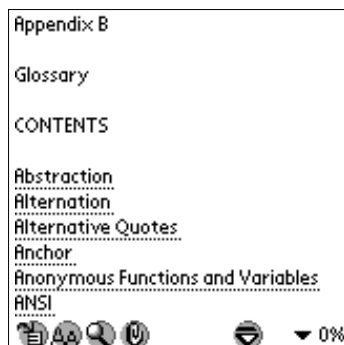 Appendix B
Glossary
CONTENTS
Abstraction
Alternation
Alternative Quotes
Anchor
Anonymous Functions and Variables
ANSI
0%